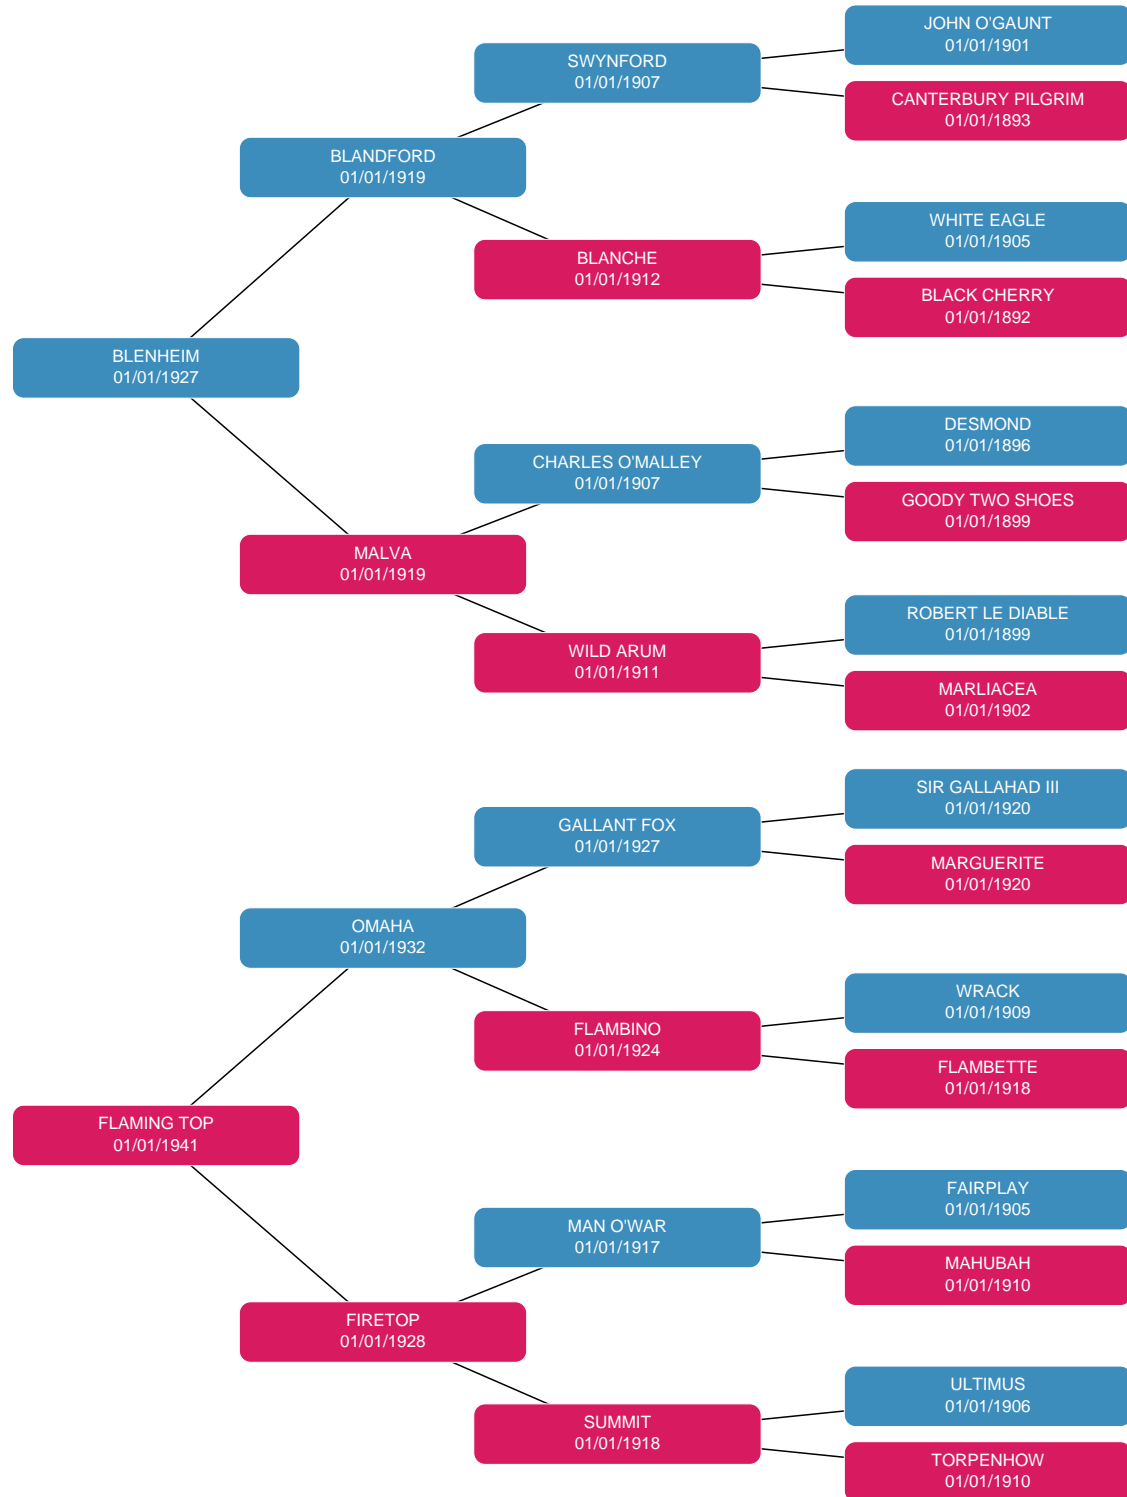 JOHN O'GAUNT
01/01/1901
SWYNFORD
01/01/1907
CANTERBURY PILGRIM
01/01/1893
BLANDFORD
01/01/1919
WHITE EAGLE
01/01/1905
BLANCHE
01/01/1912
BLACK CHERRY
01/01/1892
BLENHEIM
01/01/1927
DESMOND
01/01/1896
CHARLES O'MALLEY
01/01/1907
GOODY TWO SHOES
01/01/1899
MALVA
01/01/1919
ROBERT LE DIABLE
01/01/1899
WILD ARUM
01/01/1911
MARLIACEA
01/01/1902
SIR GALLAHAD III
01/01/1920
GALLANT FOX
01/01/1927
MARGUERITE
01/01/1920
OMAHA
01/01/1932
WRACK
01/01/1909
FLAMBINO
01/01/1924
FLAMBETTE
01/01/1918
FLAMING TOP
01/01/1941
FAIRPLAY
01/01/1905
MAN O'WAR
01/01/1917
MAHUBAH
01/01/1910
FIRETOP
01/01/1928
ULTIMUS
01/01/1906
SUMMIT
01/01/1918
TORPENHOW
01/01/1910